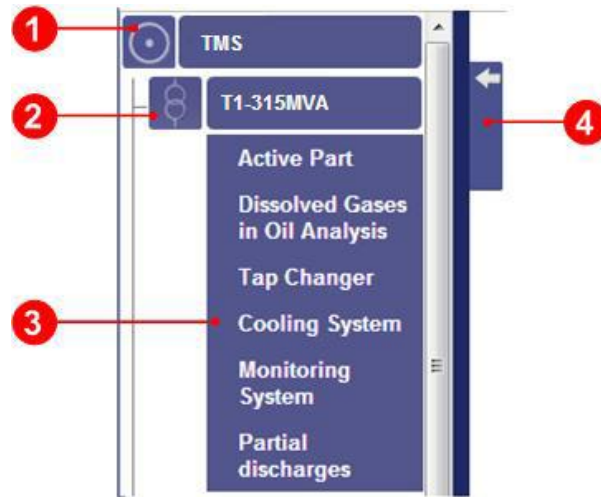 1
TMS
2
T1-315MVA
4
Active Part
Dissolved Gases
in Oil Analysis
Tap Changer
3
Cooling System
Monitoring
System
Partial
discharges